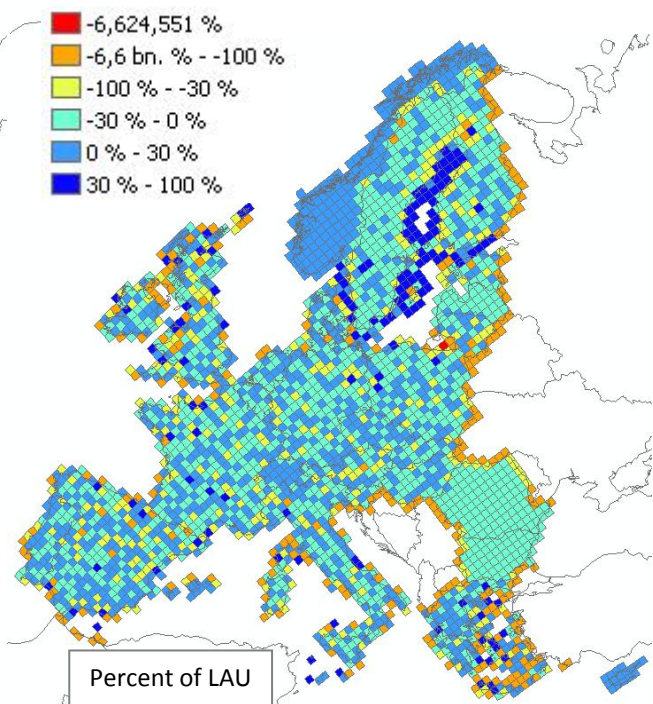 -6,624,551 %
-6,6 bn. % - -100 %
-100 % - -30 %
-30 % - 0 %
0 % - 30 %
30 % - 100 %
Percent of LAU